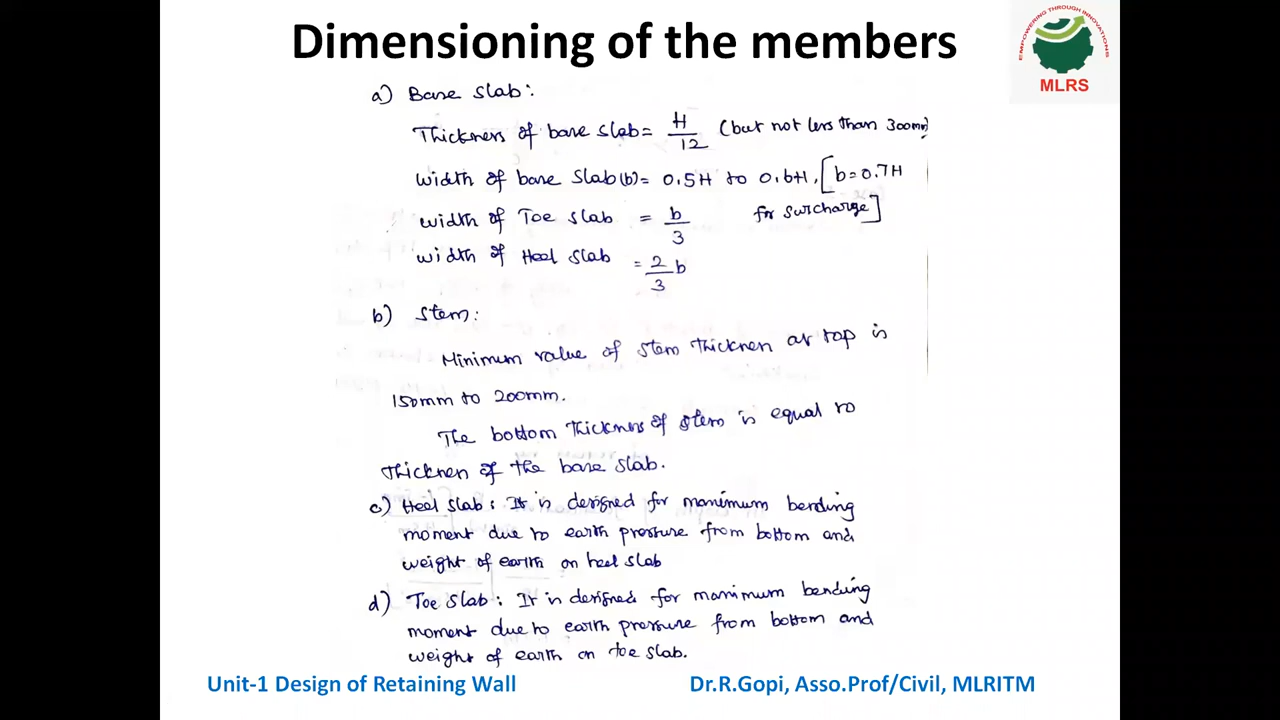 Dimensioning of the members
EMPOWERING THROUGH INNOVATIONS
MLRS
a) Base slab:
Thickness of base slab = H/12 (but not less than 300mm)
Width of base slab(b) = 0.5H to 0.6H, [b=0.7H
for surcharge]
width of Toe slab = b/3
width of Heel slab = 2/3 b
b) Stem:
Minimum value of stem thickness at top is
150mm to 200mm.
The bottom thickness of stem is equal to
thickness of the base slab.
c) Heel slab: It is designed for maximum bending
moment due to earth pressure from bottom and
weight of earth on heel slab
d) Toe slab: It is designed for maximum bending
moment due to earth pressure from bottom and
weight of earth on toe slab.
Unit-1 Design of Retaining Wall
Dr.R.Gopi, Asso.Prof/Civil, MLRITM